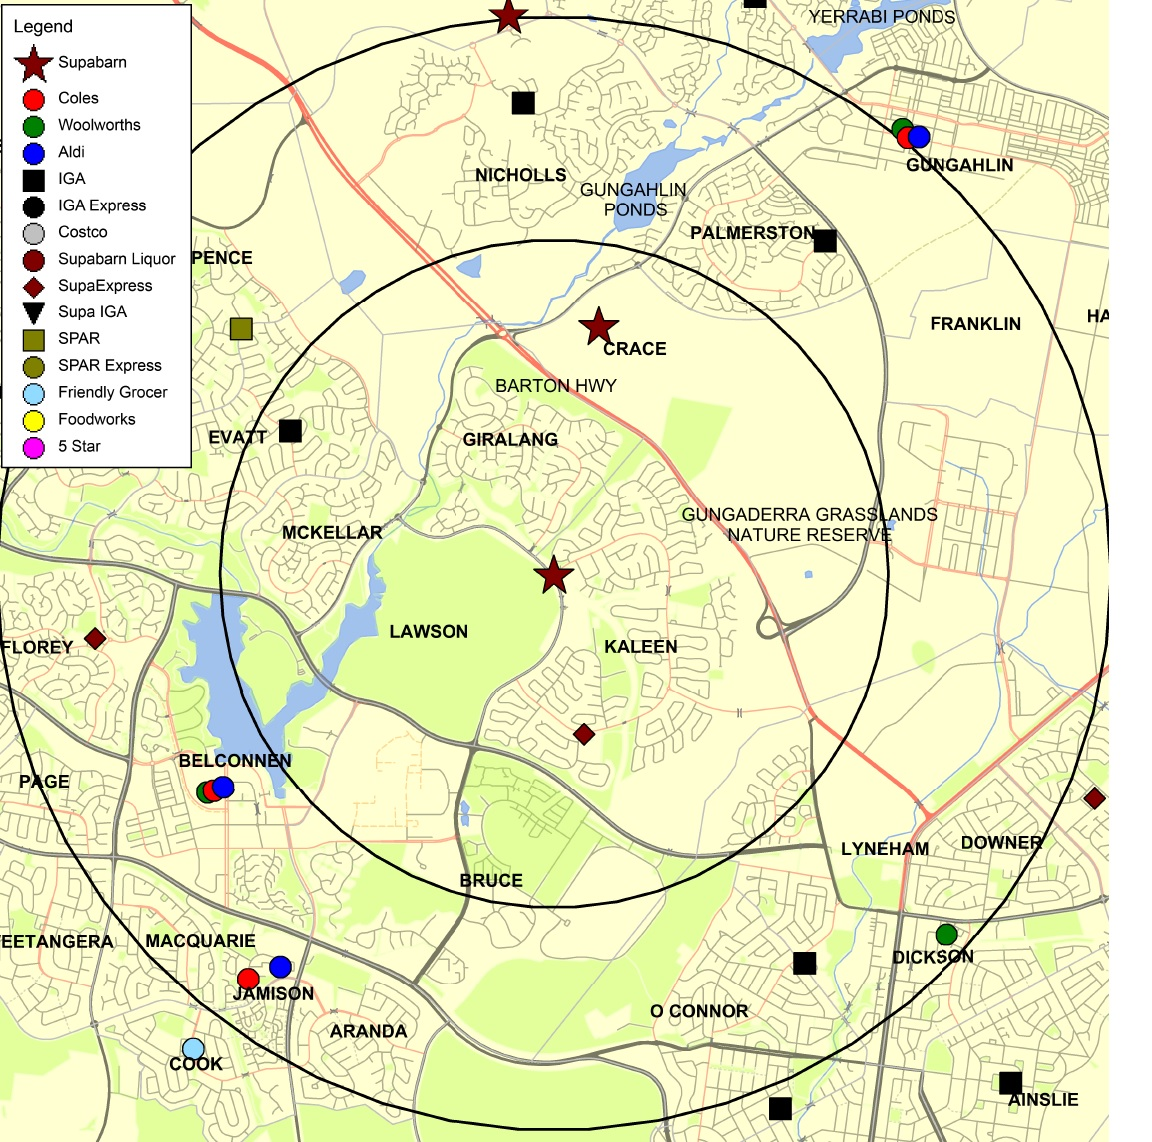 Legend
Supabarn
Coles
Woolworths
Aldi
IGA
IGA Express
Costco
Supabarn Liquor
SupaExpress
Supa IGA
SPAR
SPAR Express
Friendly Grocer
Foodworks
5 Star
YERRABI PONDS
GUNGAHLIN
NICHOLLS
GUNGAHLIN
PONDS
PALMERSTON
PENCE
FRANKLIN
HA
CRACE
BARTON HWY
EVATT
GIRALANG
GUNGADERRA GRASSLANDS
NATURE RESERVE
MCKELLAR
LAWSON
KALEEN
FLOREY
BELCONNEN
PAGE
LYNEHAM
DOWNER
BRUCE
EETANGERA
MACQUARIE
DICKSON
JAMISON
O CONNOR
ARANDA
COOK
AINSLIE